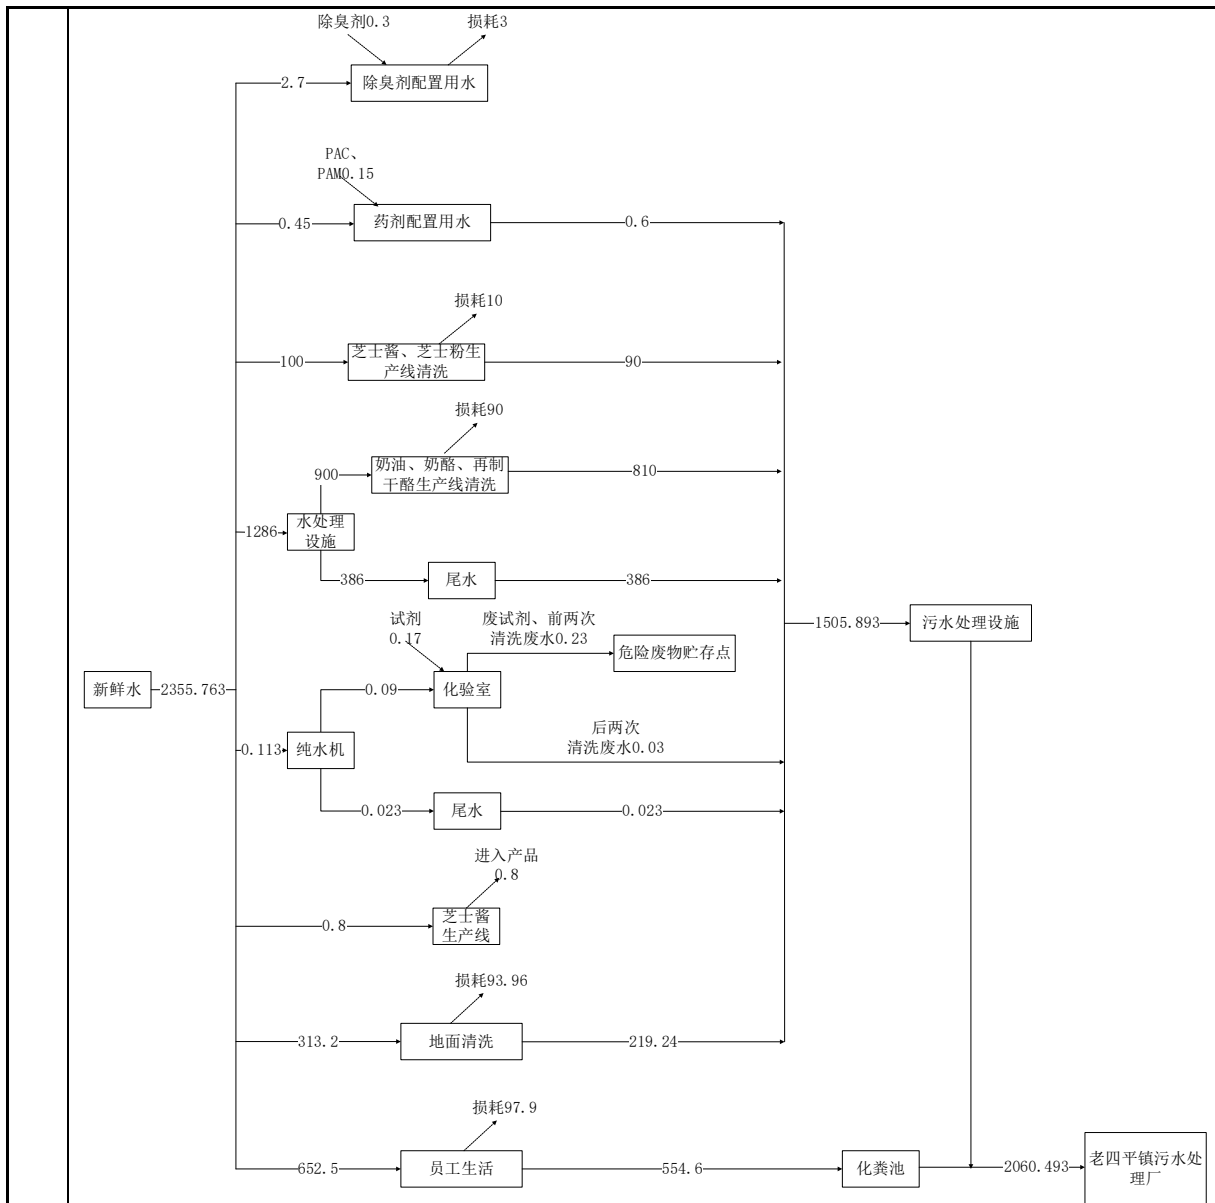 除臭剂0.3
损耗3
2.7
除臭剂配置用水
PAC、
PAM0.15
0.45
药剂配置用水
0.6
损耗10
100
芝士酱、芝士粉生
产线清洗
90
损耗90
900
奶油、奶酪、再制
干酪生产线清洗
810
1286
水处理
设施
386
尾水
386
试剂
0.17
废试剂、前两次
清洗废水0.23
危险废物贮存点
1505.893
污水处理设施
新鲜水
2355.763
0.09
化验室
后两次
清洗废水0.03
0.113
纯水机
0.023
尾水
0.023
进入产品
0.8
0.8
芝士酱
生产线
损耗93.96
313.2
地面清洗
219.24
损耗97.9
652.5
员工生活
554.6
化粪池
2060.493
老四平镇污水处
理厂